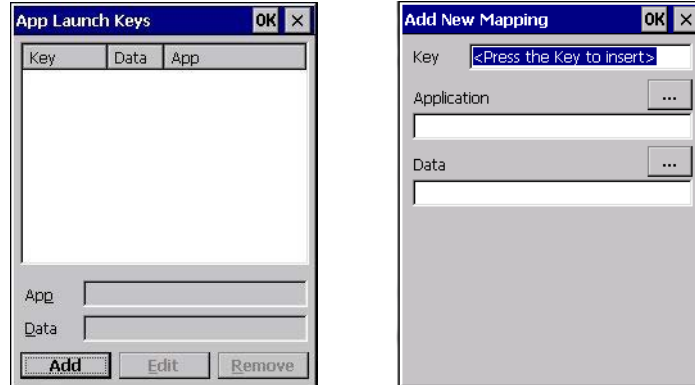 App Launch Keys OK ×
Key Data App
App
Data
Add Edit Remove
Add New Mapping OK ×
Key <Press the Key to insert>
Application ...
Data ...